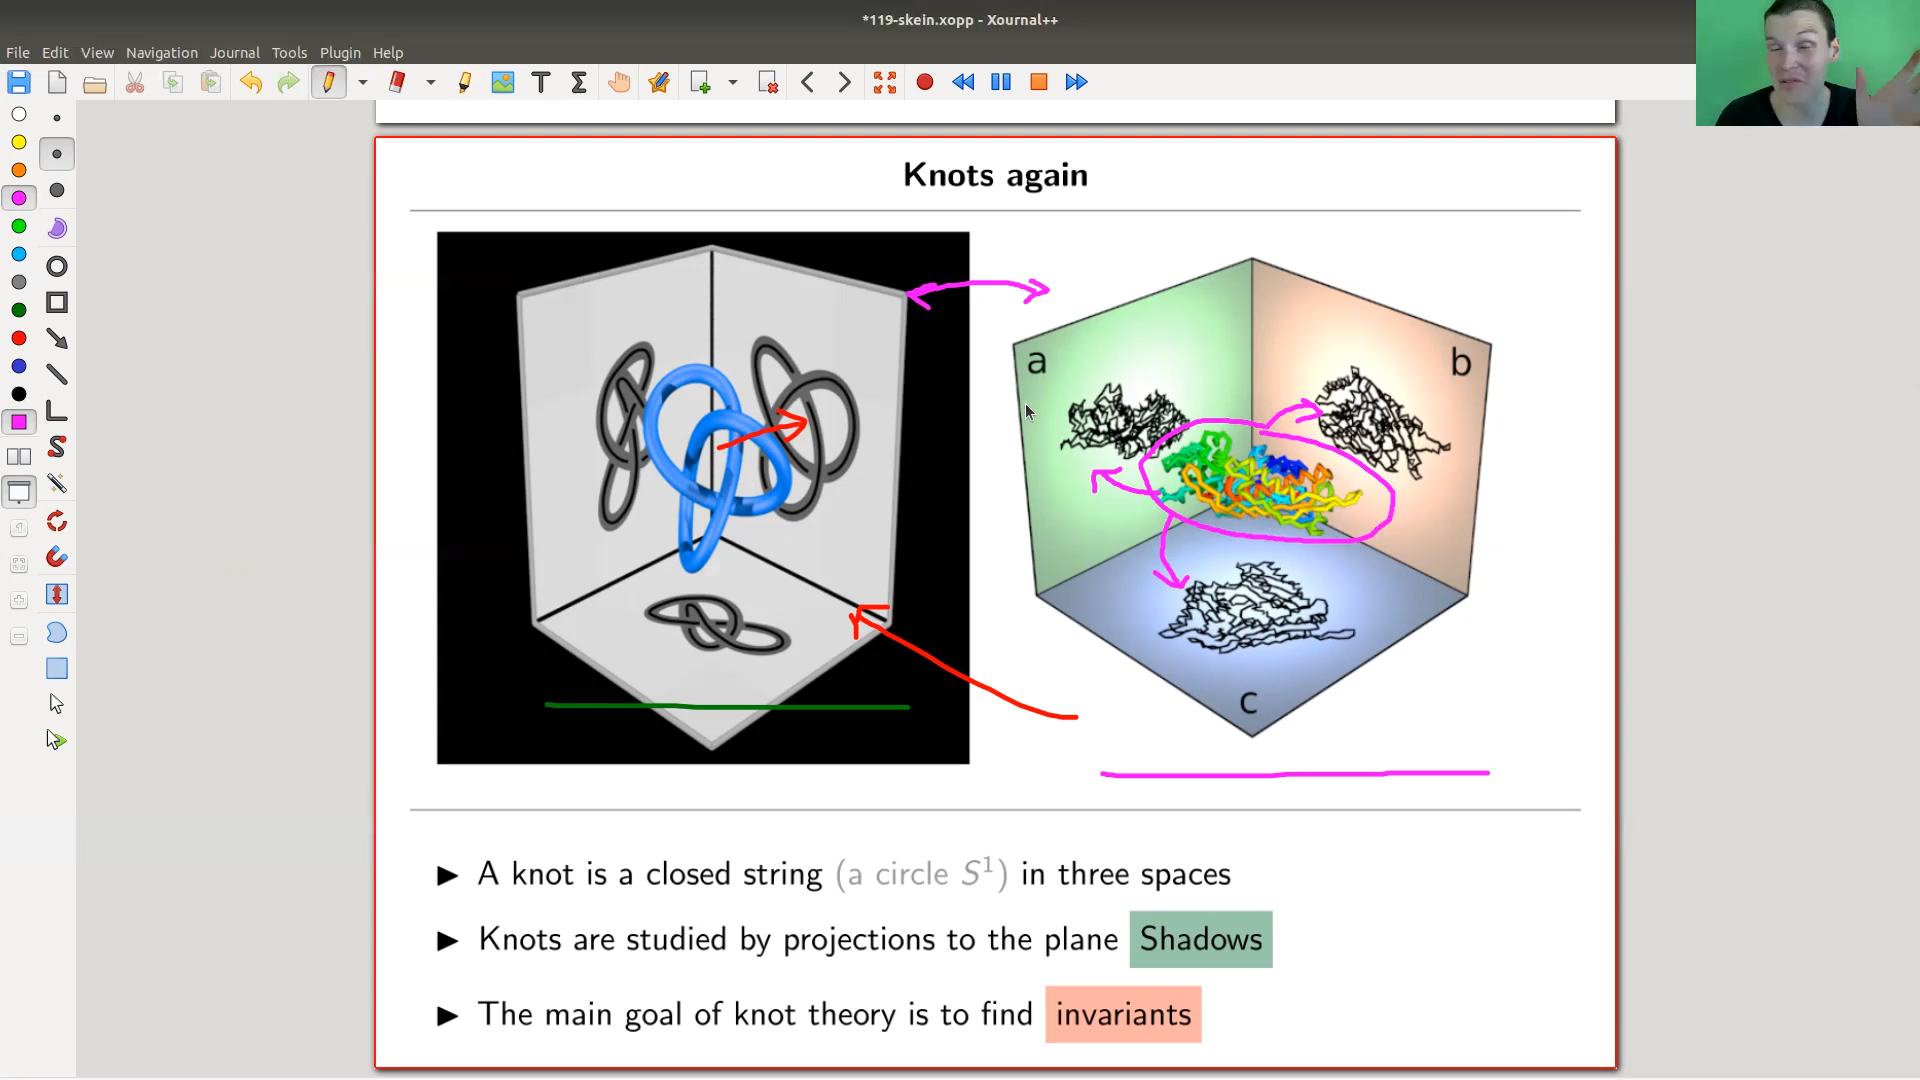 *119-skein.xopp - Xournal++
File Edit View Navigation Journal Tools Plugin Help
Knots again
a
b
c
▶ A knot is a closed string (a circle S¹) in three spaces
▶ Knots are studied by projections to the plane Shadows
▶ The main goal of knot theory is to find invariants